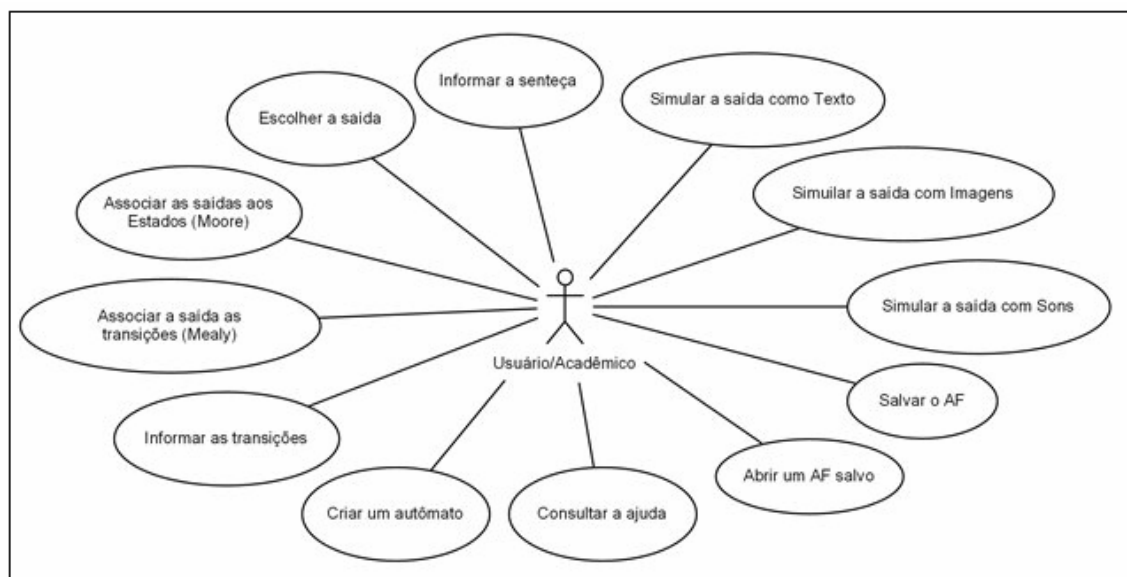 Informar a senteça
Simular a saída como Texto
Escolher a saída
Simuilar a saída com Imagens
Associar as saídas aos
Estados (Moore)
Simular a saída com Sons
Associar a saída as
transições (Mealy)
Usuário/Acadêmico
Salvar o AF
Informar as transições
Abrir um AF salvo
Criar um autômato
Consultar a ajuda